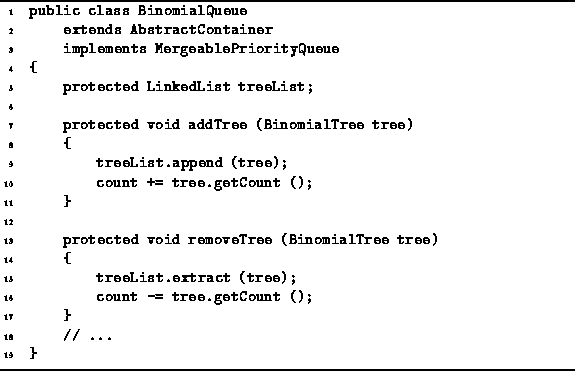 1 public class BinomialQueue
2 extends AbstractContainer
3 implements MergeablePriorityQueue
4 {
5 protected LinkedList treeList;
6
7 protected void addTree (BinomialTree tree)
8 {
9 treeList.append (tree);
10 count += tree.getCount ();
11 }
12
13 protected void removeTree (BinomialTree tree)
14 {
15 treeList.extract (tree);
16 count -= tree.getCount ();
17 }
18 // ...
19 }